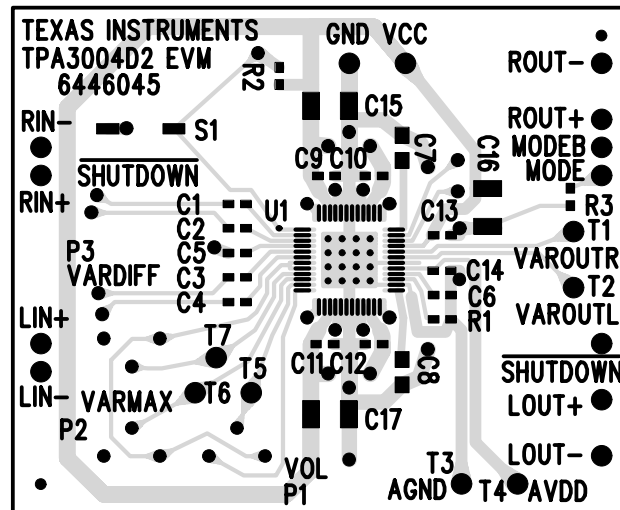 TEXAS INSTRUMENTS
TPA3004D2 EVM
6446045
GND VCC
R2
ROUT-
C15
RIN-
S1
ROUT+
C7
MODEB
C9 C10
C16
MODE
SHUTDOWN
RIN+
C1
U1
R3
C2
C13
T1
P3
C5
VAROUTR
VARDIFF
C3
C14
T2
C4
C6
LIN+
R1
VAROUTL
T7
C11 C12
C8
T5
SHUTDOWN
T6
LIN-
VARMAX
LOUT+
C17
P2
LOUT-
VOL
T3
P1
AGND
T4
AVDD